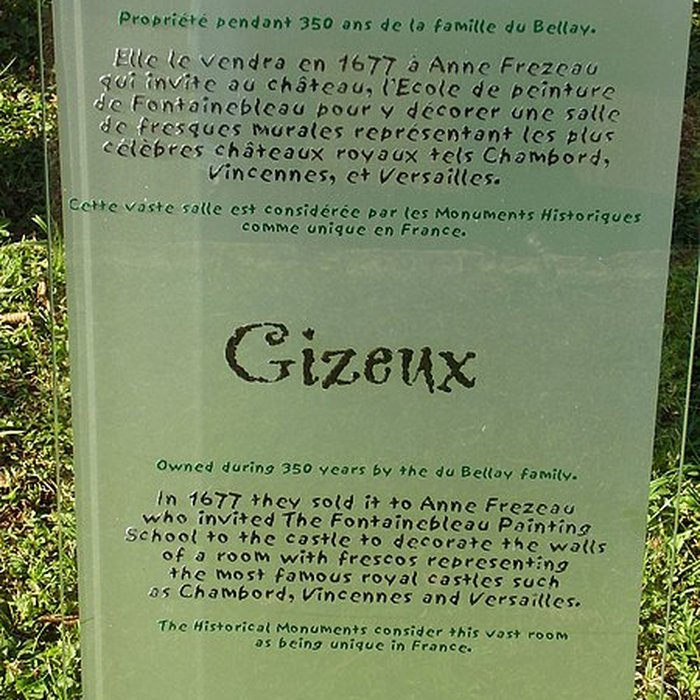 Propriété pendant 350 ans de la famille du Bellay.
Elle le vendra en 1677 à Anne Frezeau
qui invite au château, l'Ecole de peinture
de Fontainebleau pour y décorer une salle
de fresques murales représentant les plus
célèbres châteaux royaux tels Chambord,
Vincennes, et Versailles.
Cette vaste salle est considérée par les Monuments Historiques
comme unique en France.
Gizeux
Owned during 350 years by the du Bellay family.
In 1677 they sold it to Anne Frezeau
who invited The Fontainebleau Painting
School to the castle to decorate the walls
of a room with frescos representing
the most famous royal castles such
as Chambord, Vincennes and Versailles.
The Historical Monuments consider this vast room
as being unique in France.